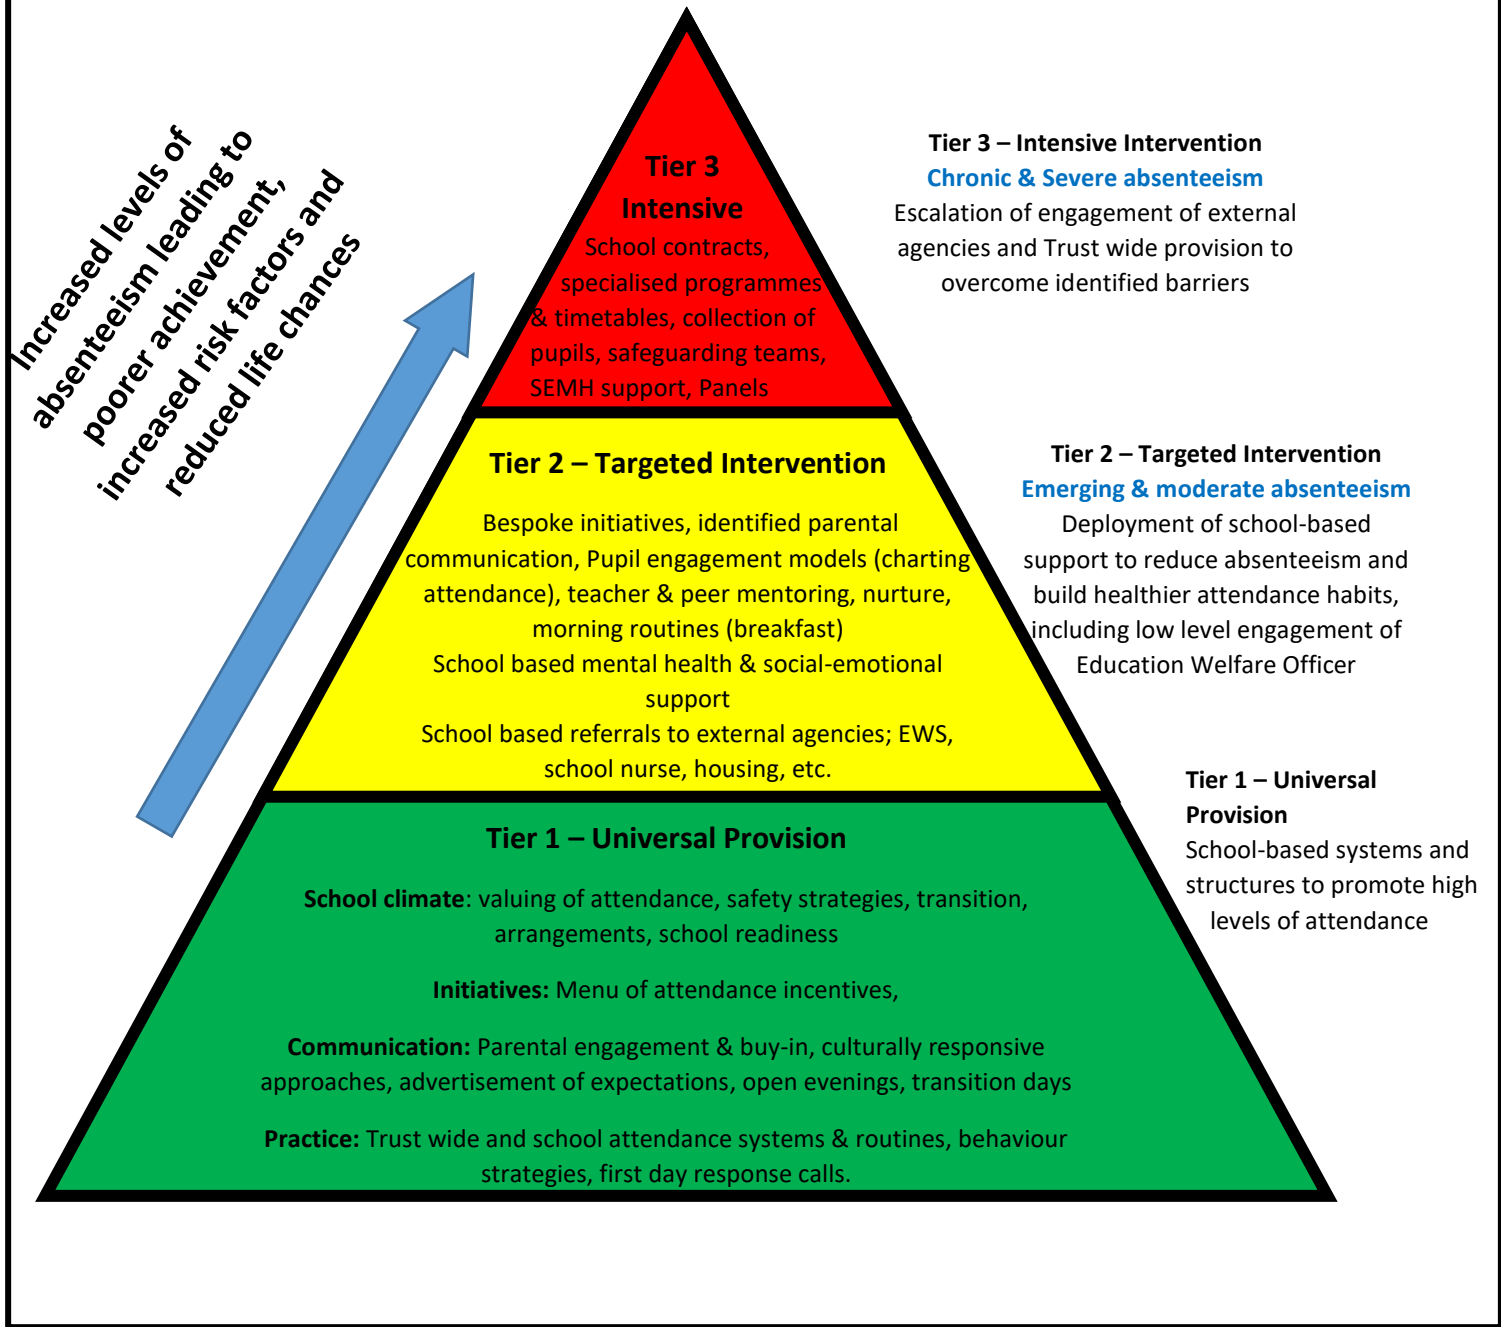 Increased levels of
absenteeism leading to
poorer achievement,
increased risk factors and
reduced life chances
Tier 3
Intensive
School contracts,
specialised programmes
& timetables, collection of
pupils, safeguarding teams,
SEMH support, Panels
Tier 3 – Intensive Intervention
Chronic & Severe absenteeism
Escalation of engagement of external
agencies and Trust wide provision to
overcome identified barriers
Tier 2 – Targeted Intervention
Bespoke initiatives, identified parental
communication, Pupil engagement models (charting
attendance), teacher & peer mentoring, nurture,
morning routines (breakfast)
School based mental health & social-emotional
support
School based referrals to external agencies; EWS,
school nurse, housing, etc.
Tier 2 – Targeted Intervention
Emerging & moderate absenteeism
Deployment of school-based
support to reduce absenteeism and
build healthier attendance habits,
including low level engagement of
Education Welfare Officer
Tier 1 – Universal Provision
School climate: valuing of attendance, safety strategies, transition,
arrangements, school readiness
Initiatives: Menu of attendance incentives,
Communication: Parental engagement & buy-in, culturally responsive
approaches, advertisement of expectations, open evenings, transition days
Practice: Trust wide and school attendance systems & routines, behaviour
strategies, first day response calls.
Tier 1 – Universal
Provision
School-based systems and
structures to promote high
levels of attendance